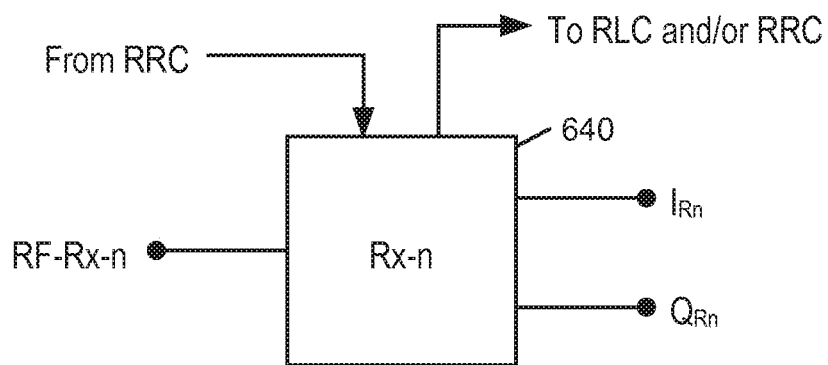 To RLC and/or RRC
From RRC
640
I_Rn
RF-Rx-n
Rx-n
Q_Rn